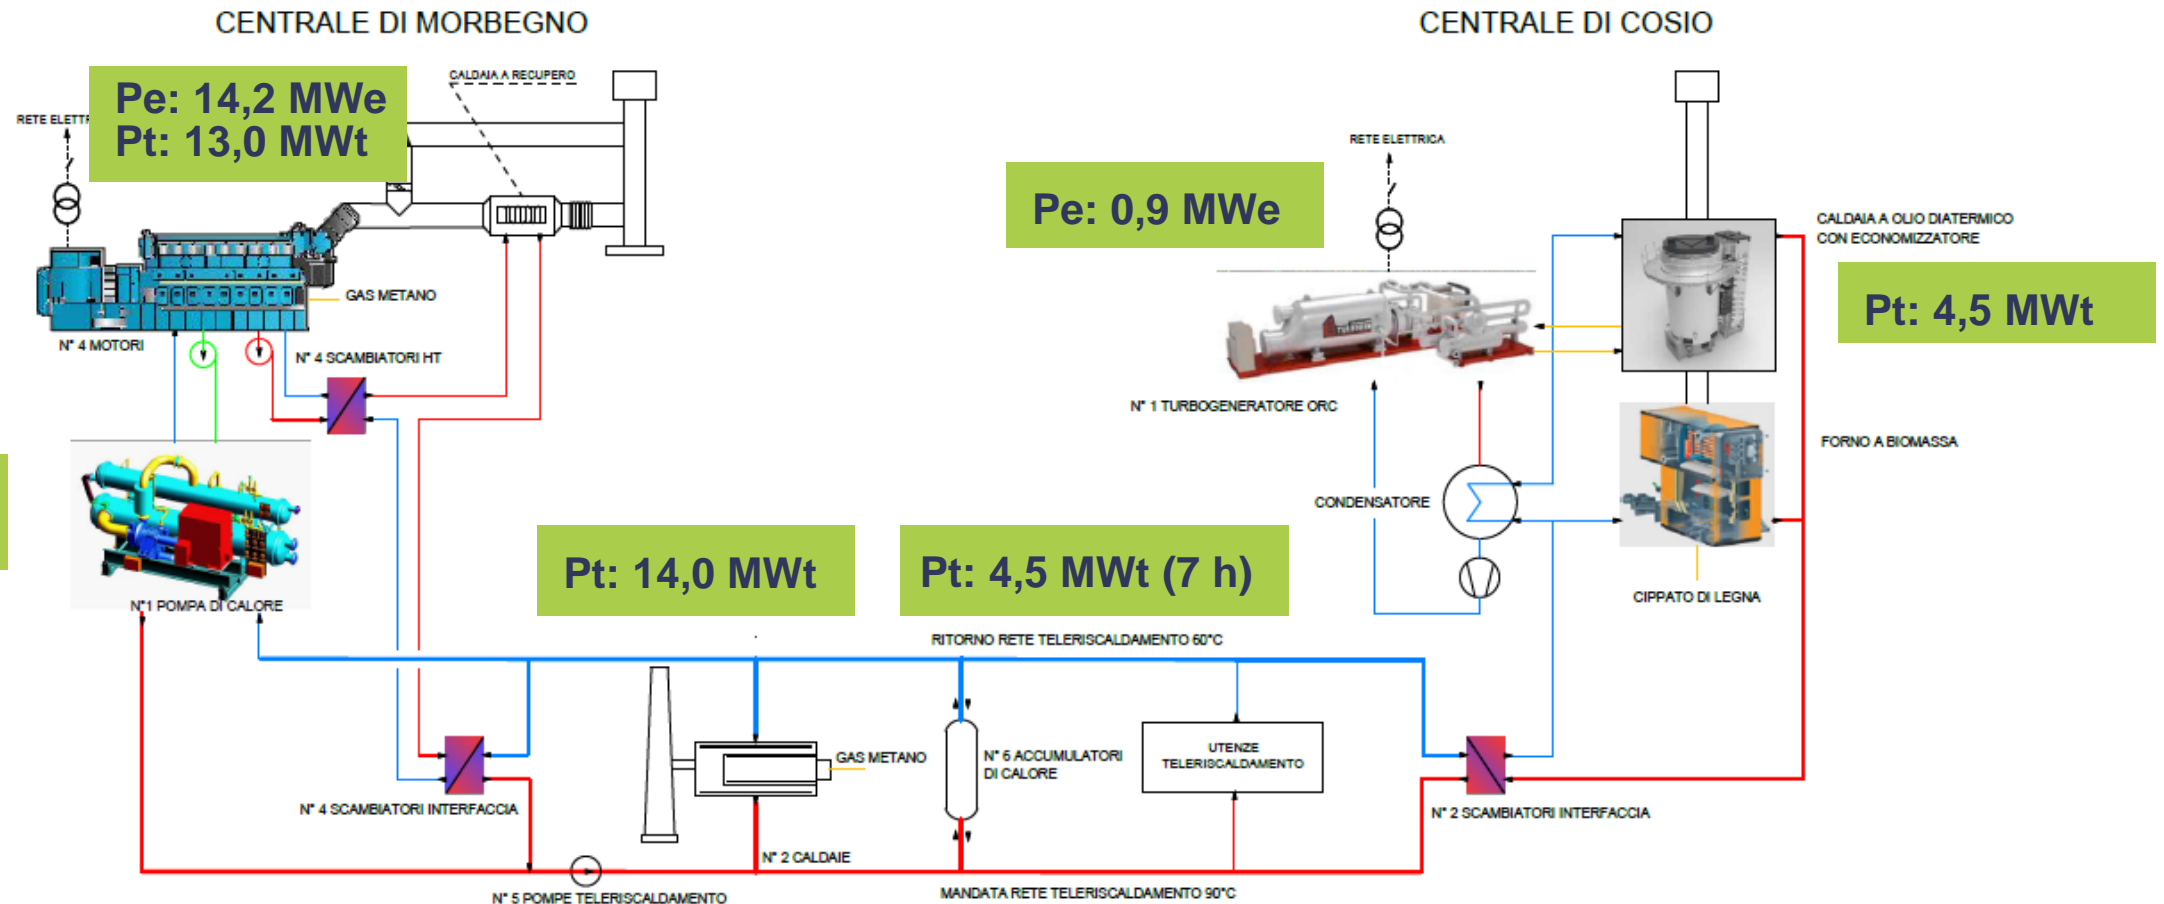 CENTRALE DI MORBEGNO
CENTRALE DI COSIO
CALDAIA A RECUPERO
Pe: 14,2 MWe
Pt: 13,0 MWt
RETE
RETE ELETTRICA
Pe: 0,9 MWe
CALDAIA A OLIO DIATERMICO
CON ECONOMIZZATORE
Pt: 4,5 MWt
GAS METANO
N° 4 MOTORI
N° 4 SCAMBIATORI HT
N° 1 TURBOGENERATORE ORC
FORNO A BIOMASSA
CONDENSATORE
Pt: 14,0 MWt
Pt: 4,5 MWt (7 h)
CIPPATO DI LEGNA
N°1 POMPA DI CALORE
RITORNO RETE TELERISCALDAMENTO 60°C
GAS METANO
N° 6 ACCUMULATORI
DI CALORE
UTENZE
TELERISCALDAMENTO
N° 4 SCAMBIATORI INTERFACCIA
N° 2 SCAMBIATORI INTERFACCIA
N° 2 CALDAIE
N° 5 POMPE TELERISCALDAMENTO
MANDATA RETE TELERISCALDAMENTO 90°C